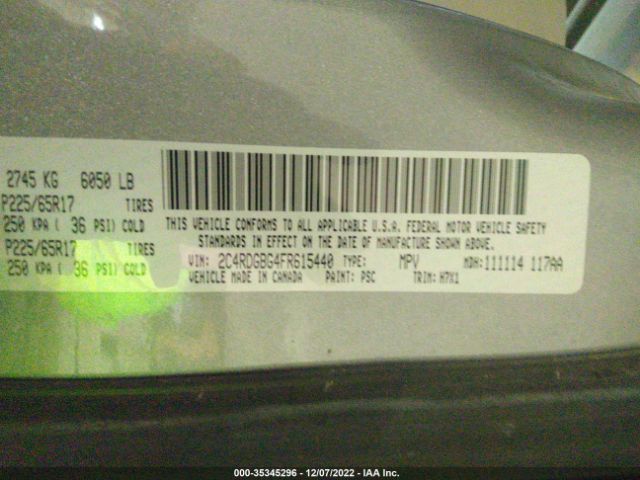 2745 KG 6050 LB
P225/65R17 TIRES
250 KPA ( 36 PSI) COLD
P225/65R17 TIRES
250 KPA ( 36 PSI) COLD
THIS VEHICLE CONFORMS TO ALL APPLICABLE U.S.A. FEDERAL MOTOR VEHICLE SAFETY
STANDARDS IN EFFECT ON THE DATE OF MANUFACTURE SHOWN ABOVE.
VIN: 2C4RDGBG4FR615440 TYPE: MPV MDH: 111114 117AA
VEHICLE MADE IN CANADA PAINT: PSC TRIM: H7X1
000-35345296 - 12/07/2022 - IAA Inc.